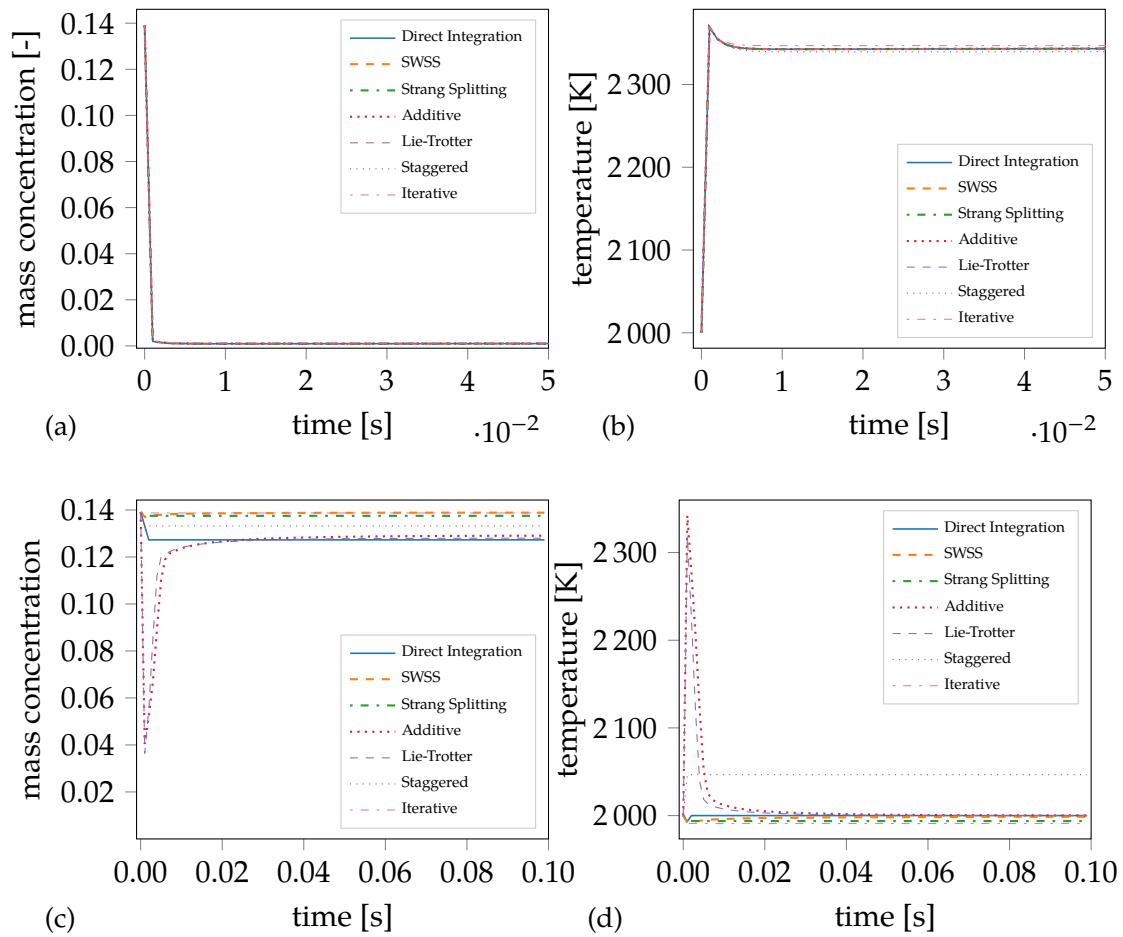 0.14
0.12
0.10
0.08
0.06
0.04
0.02
0.00
mass concentration [-]
Direct Integration
SWSS
Strang Splitting
Additive
Lie-Trotter
Staggered
Iterative
0 1 2 3 4 5
time [s]
·10⁻²
(a)
2 300
2 200
2 100
2 000
temperature [K]
Direct Integration
SWSS
Strang Splitting
Additive
Lie-Trotter
Staggered
Iterative
0 1 2 3 4 5
time [s]
·10⁻²
(b)
0.14
0.12
0.10
0.08
0.06
0.04
0.02
mass concentration
Direct Integration
SWSS
Strang Splitting
Additive
Lie-Trotter
Staggered
Iterative
0.00 0.02 0.04 0.06 0.08 0.10
time [s]
(c)
2 300
2 200
2 100
2 000
temperature [K]
Direct Integration
SWSS
Strang Splitting
Additive
Lie-Trotter
Staggered
Iterative
0.00 0.02 0.04 0.06 0.08 0.10
time [s]
(d)